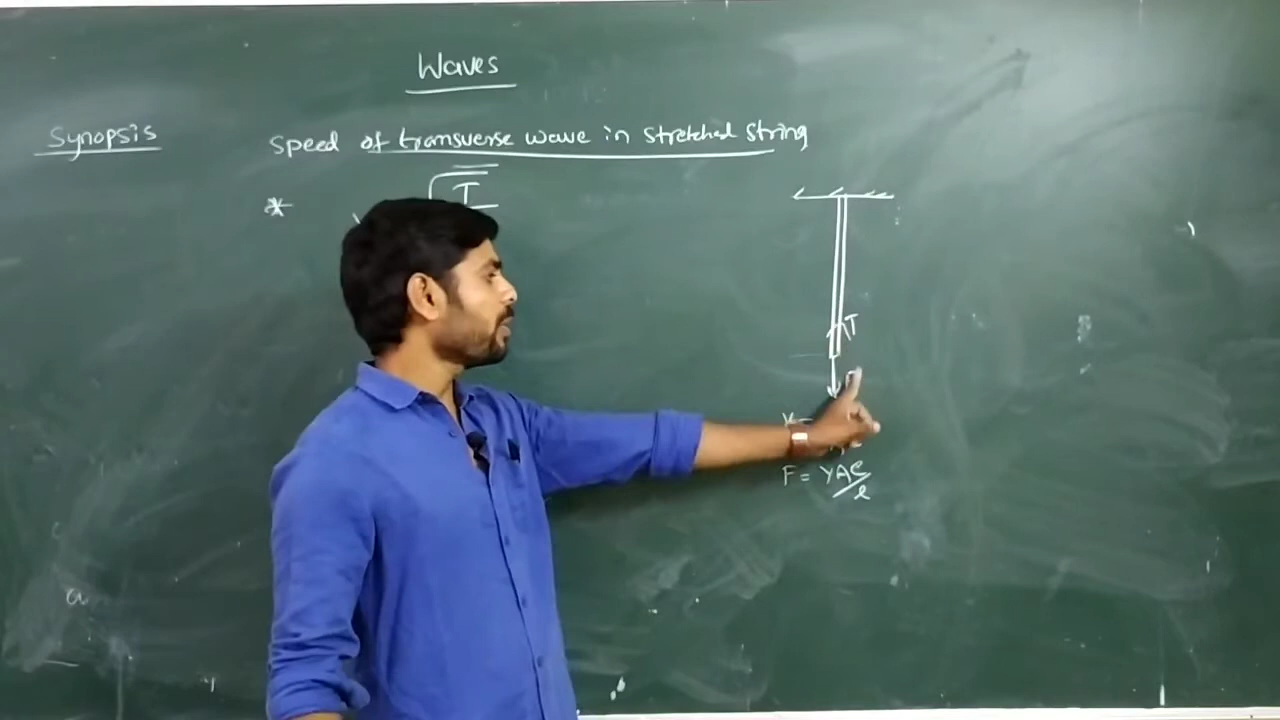 Waves
Synopsis
Speed of transverse wave in stretched string
*
T
T
F = YAe/l